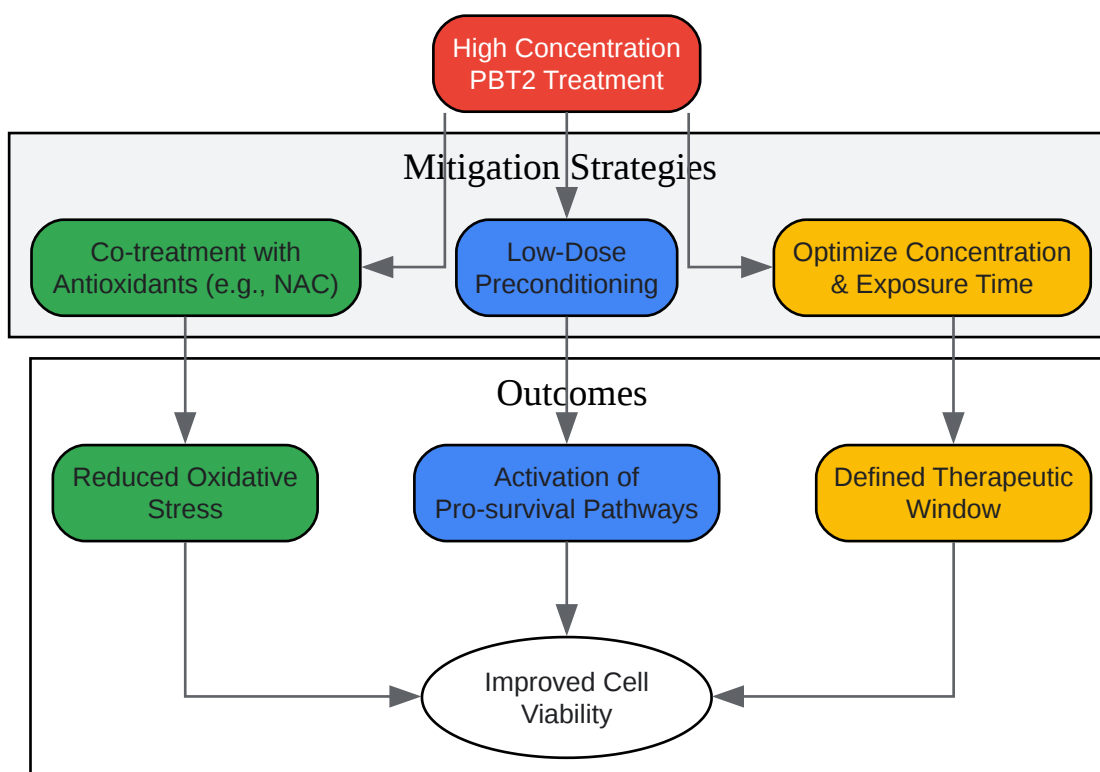 High Concentration
PBT2 Treatment
Mitigation Strategies
Co-treatment with
Antioxidants (e.g., NAC)
Low-Dose
Preconditioning
Optimize Concentration
& Exposure Time
Outcomes
Reduced Oxidative
Stress
Activation of
Pro-survival Pathways
Defined Therapeutic
Window
Improved Cell
Viability